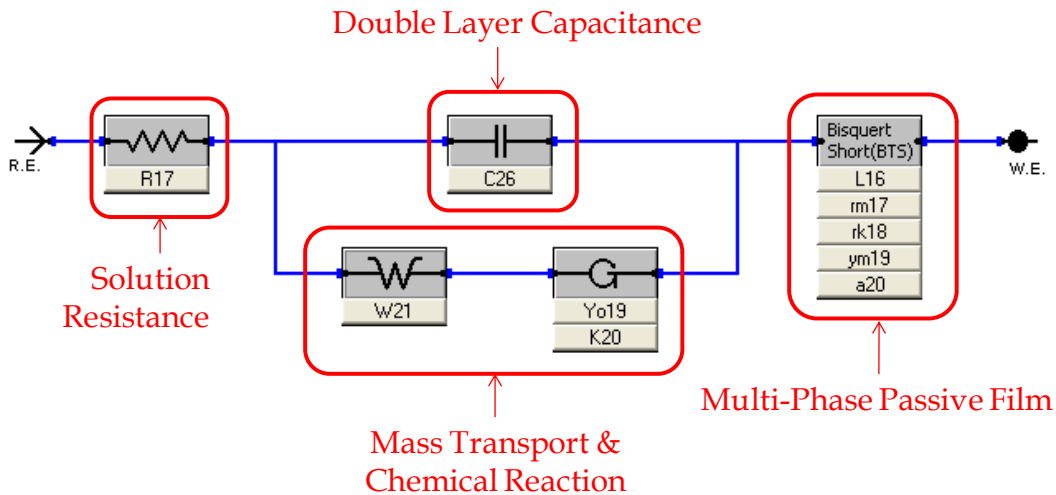 Double Layer Capacitance
R.E.
R17
C26
Bisquert
Short(BTS)
L16
rm17
rk18
ym19
a20
W.E.
Solution
Resistance
W
W21
G
Yo19
K20
Mass Transport &
Chemical Reaction
Multi-Phase Passive Film